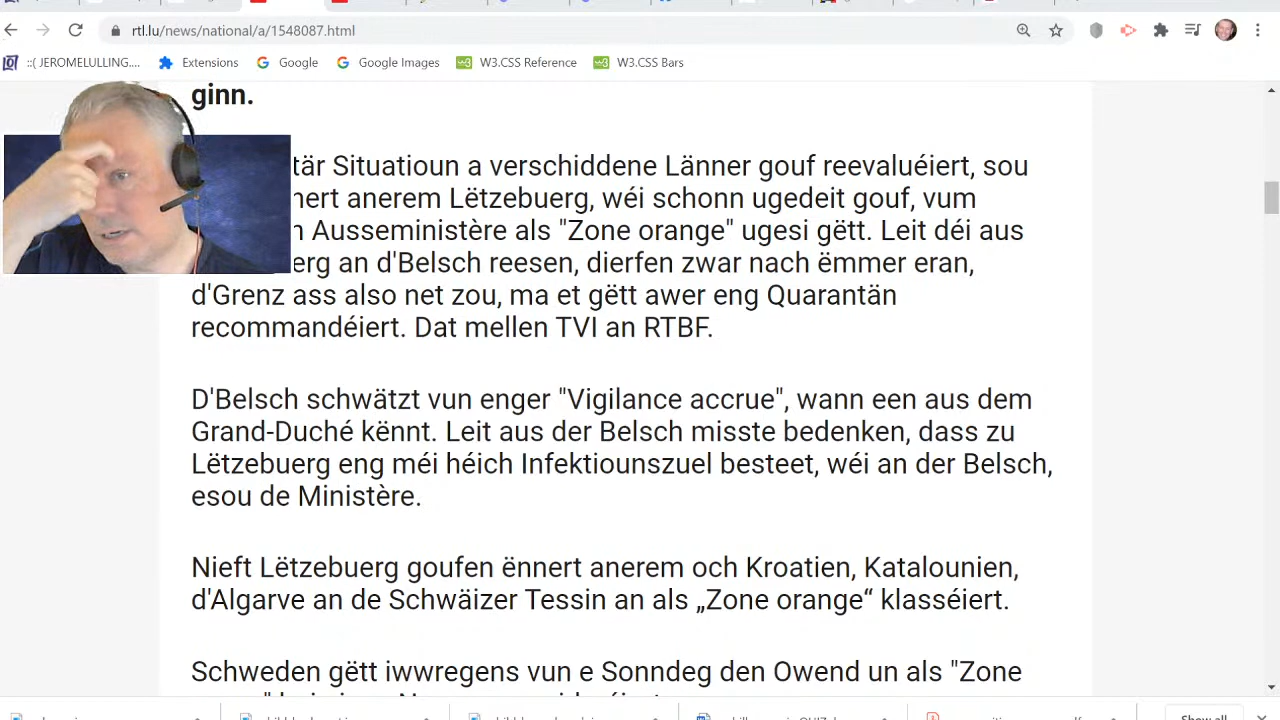 rtl.lu/news/national/a/1548087.html
::( JEROMELULLING.... Extensions Google Google Images W3.CSS Reference W3.CSS Bars
ginn.
tär Situatioun a verschiddene Länner gouf reevaluéiert, sou
nert anerem Lëtzebuerg, wéi schonn ugedeit gouf, vum
n Ausseministère als "Zone orange" ugesi gëtt. Leit déi aus
erg an d'Belsch reesen, dierfen zwar nach ëmmer eran,
d'Grenz ass also net zou, ma et gëtt awer eng Quarantän
recommandéiert. Dat mellen TVI an RTBF.
D'Belsch schwätzt vun enger "Vigilance accrue", wann een aus dem
Grand-Duché kënnt. Leit aus der Belsch misste bedenken, dass zu
Lëtzebuerg eng méi héich Infektiounszuel besteet, wéi an der Belsch,
esou de Ministère.
Nieft Lëtzebuerg goufen ënnert anerem och Kroatien, Katalounien,
d'Algarve an de Schwäizer Tessin an als „Zone orange“ klasséiert.
Schweden gëtt iwwregens vun e Sonndeg den Owend un als "Zone
Show all